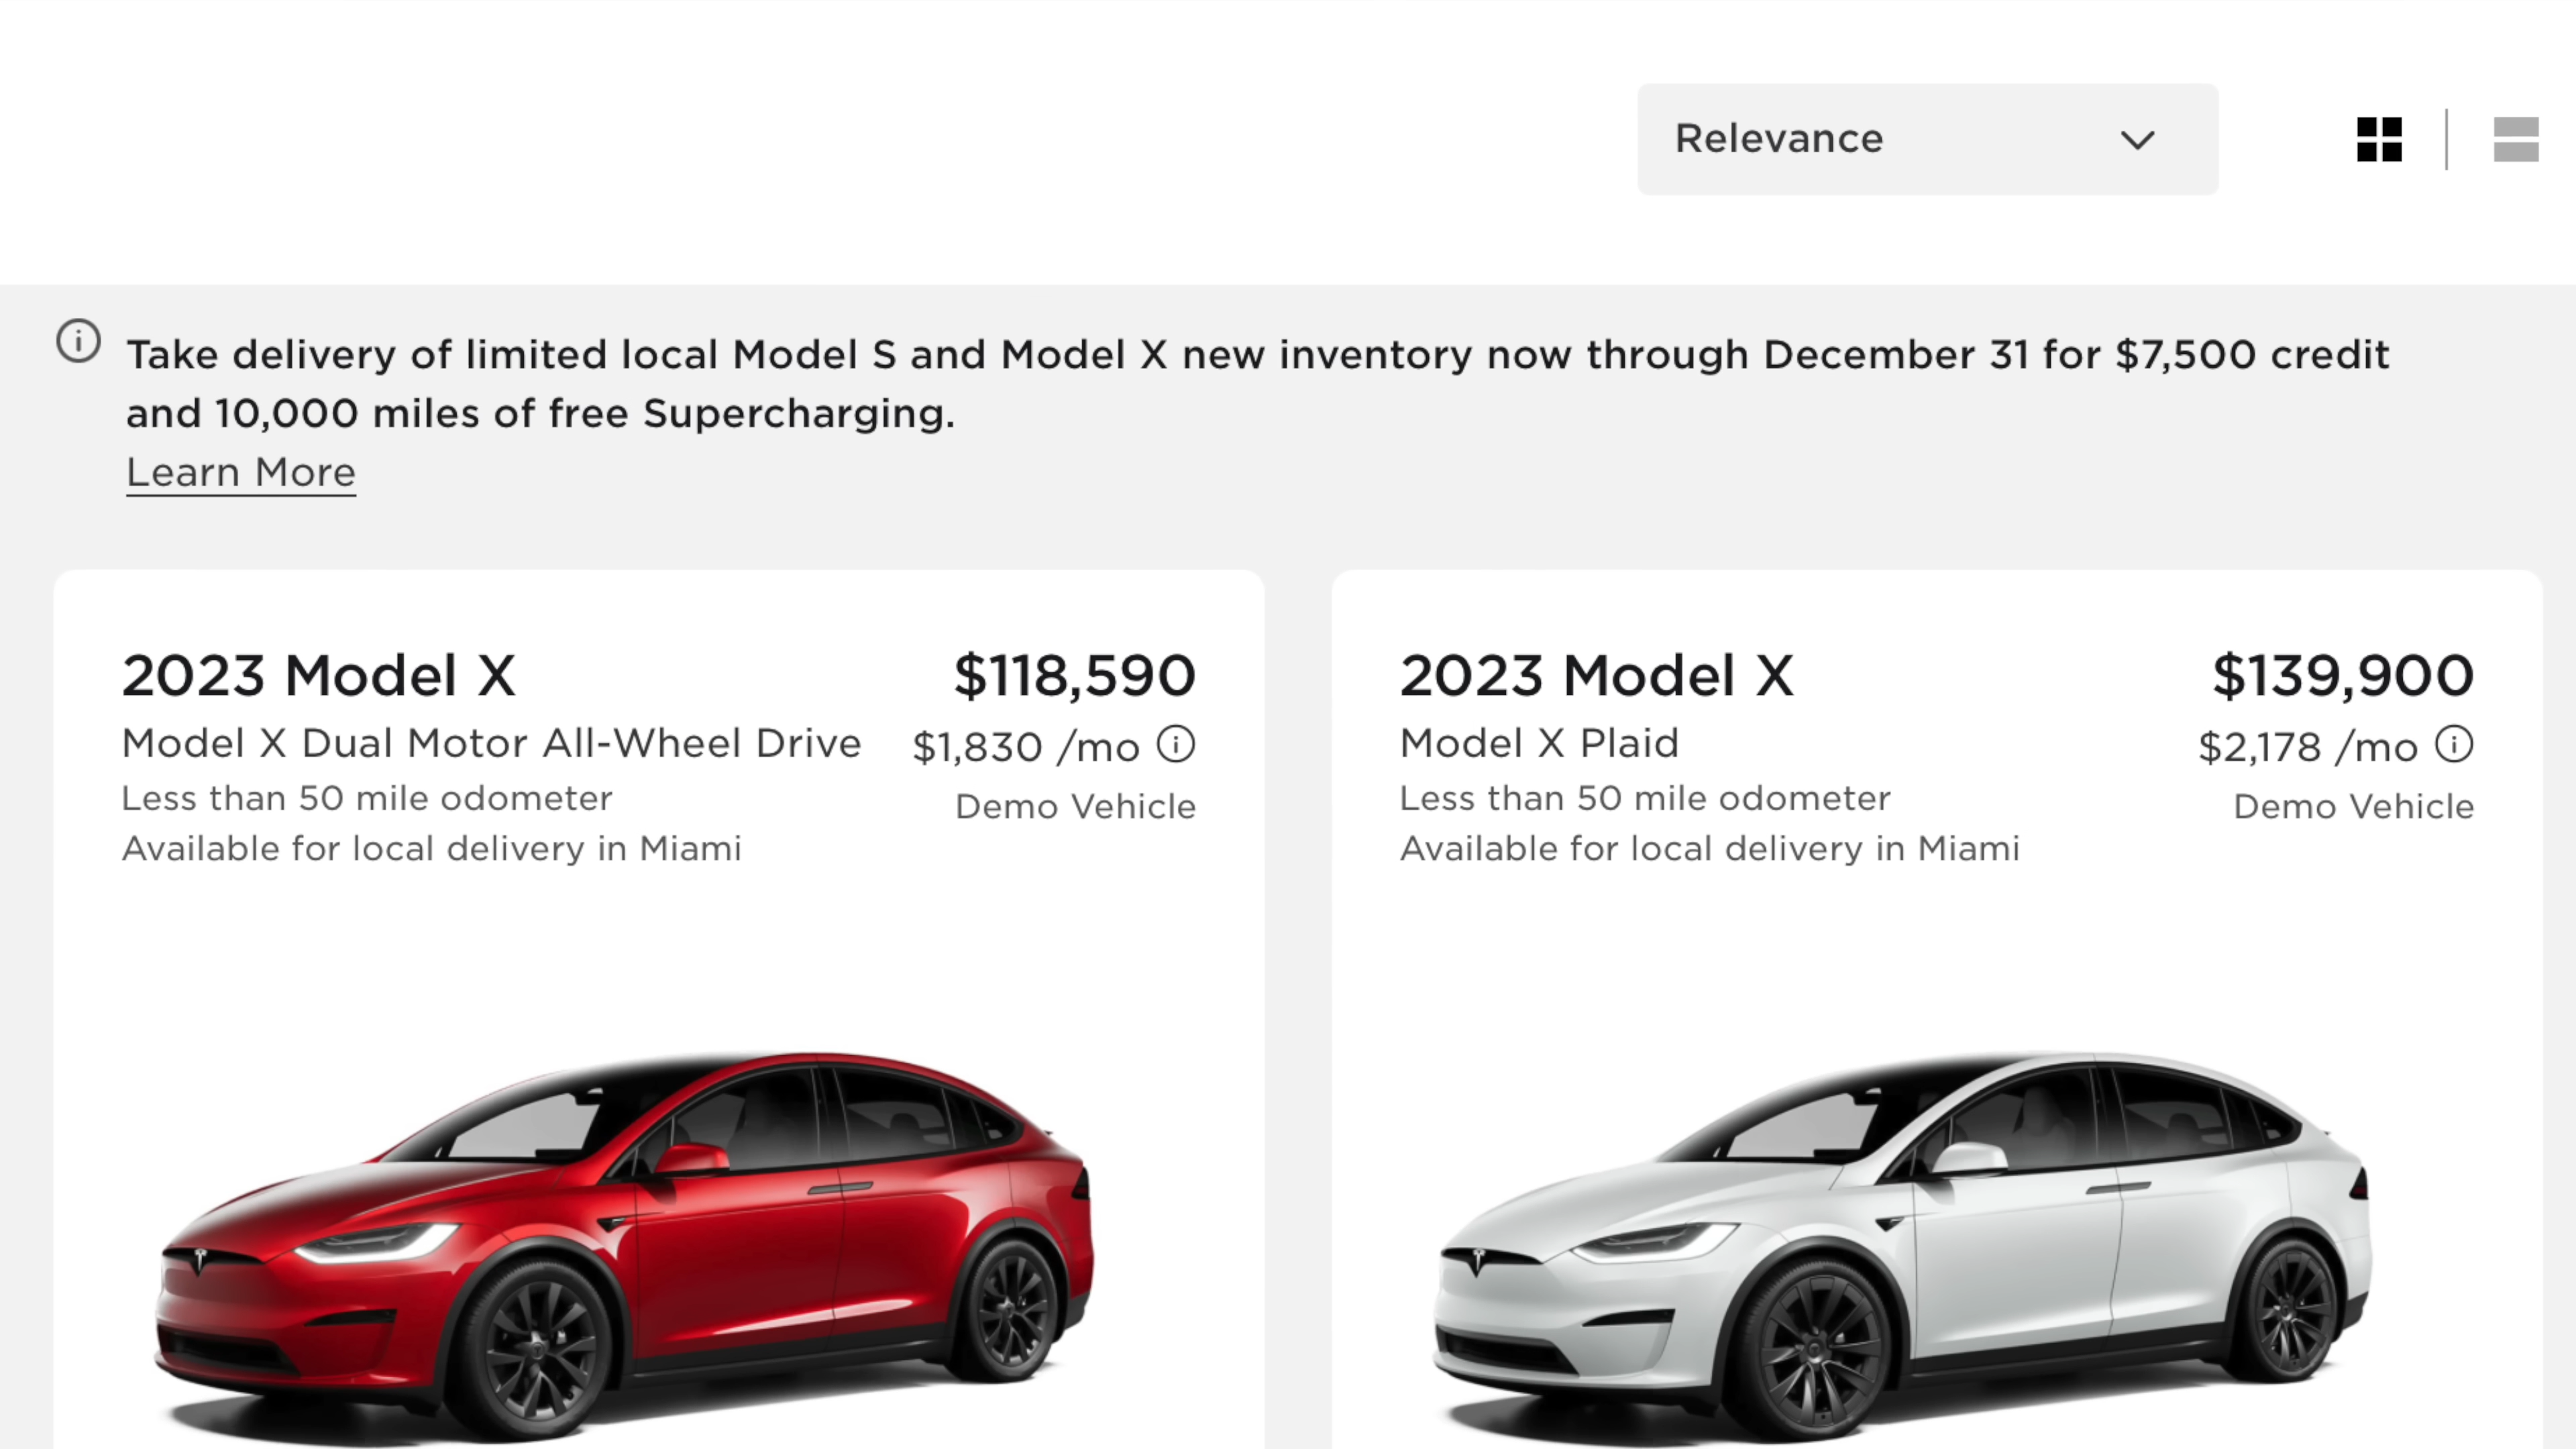 Relevance
Take delivery of limited local Model S and Model X new inventory now through December 31 for $7,500 credit
and 10,000 miles of free Supercharging.
Learn More
2023 Model X
$118,590
Model X Dual Motor All-Wheel Drive
$1,830 /mo
Less than 50 mile odometer
Demo Vehicle
Available for local delivery in Miami
2023 Model X
$139,900
Model X Plaid
$2,178 /mo
Less than 50 mile odometer
Demo Vehicle
Available for local delivery in Miami